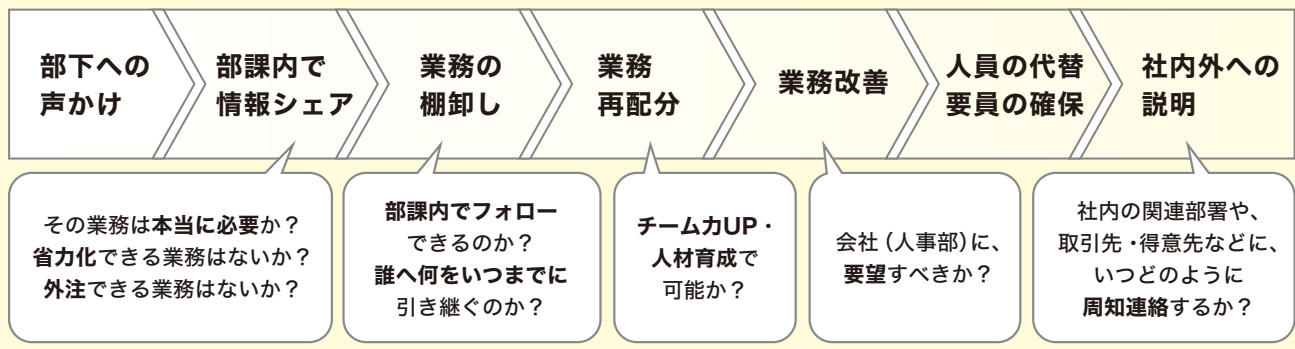 部下への
声かけ
部課内で
情報シェア
業務の
棚卸し
業務
再配分
業務改善
人員の代替
要員の確保
社内外への
説明
その業務は本当に必要か？
省力化できる業務はないか？
外注できる業務はないか？
部課内でフォロー
できるのか？
誰へ何をいつまでに
引き継ぐのか？
チーム力UP・
人材育成で
可能か？
会社（人事部）に、
要望すべきか？
社内の関連部署や、
取引先・得意先などに、
いつどのように
周知連絡するか？